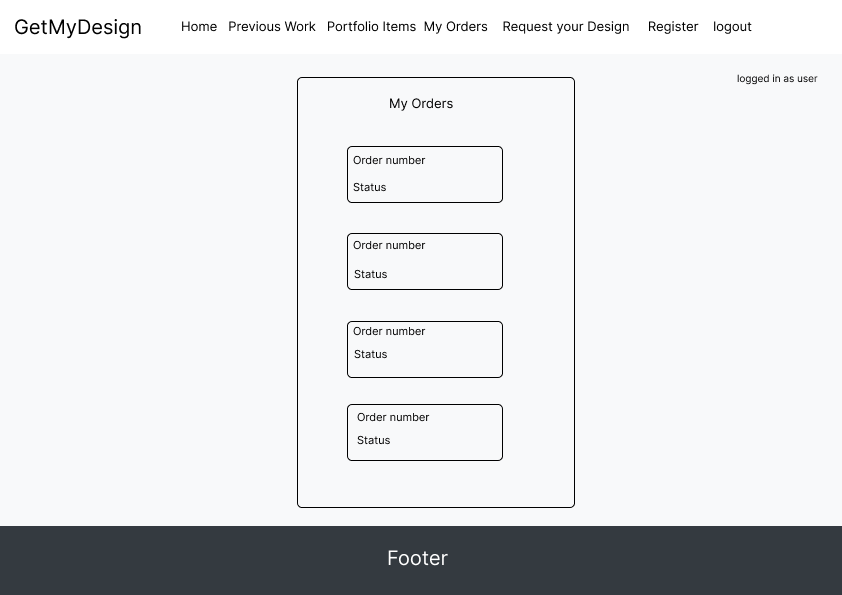 GetMyDesign Home Previous Work Portfolio Items My Orders Request your Design Register logout
logged in as user
My Orders
Order number
Status
Order number
Status
Order number
Status
Order number
Status
Footer